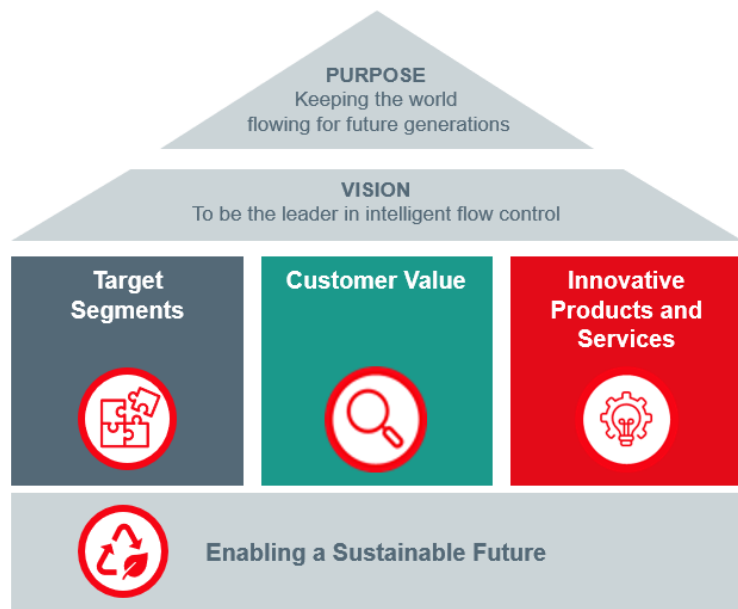 PURPOSE
Keeping the world
flowing for future generations
VISION
To be the leader in intelligent flow control
Target
Segments
Customer Value
Innovative
Products and
Services
Enabling a Sustainable Future